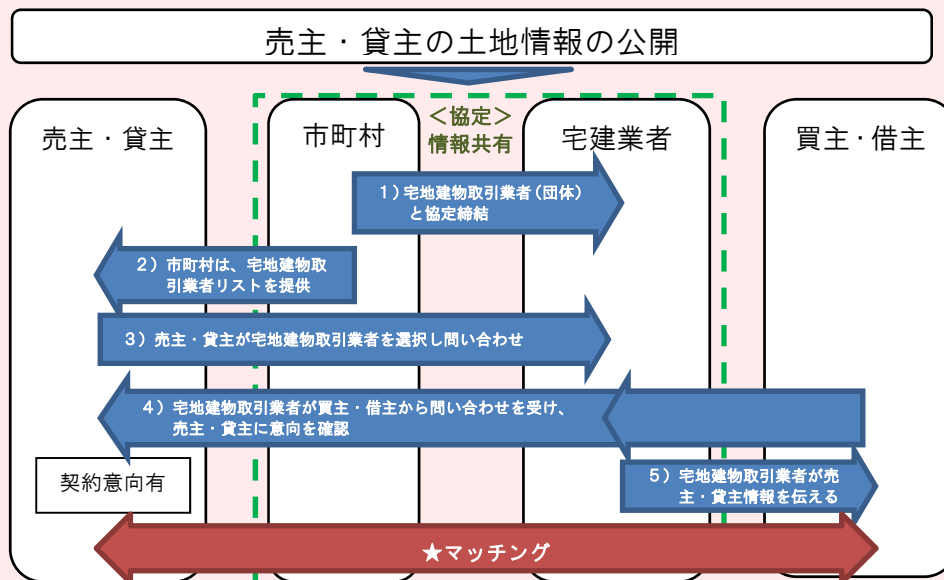 売主・貸主の土地情報の公開
売主・貸主
市町村
＜協定＞
情報共有
宅建業者
買主・借主
1）宅地建物取引業者（団体）
と協定締結
2）市町村は、宅地建物取
引業者リストを提供
3）売主・貸主が宅地建物取引業者を選択し問い合わせ
4）宅地建物取引業者が買主・借主から問い合わせを受け、
売主・貸主に意向を確認
契約意向有
5）宅地建物取引業者が売
主・貸主情報を伝える
★マッチング